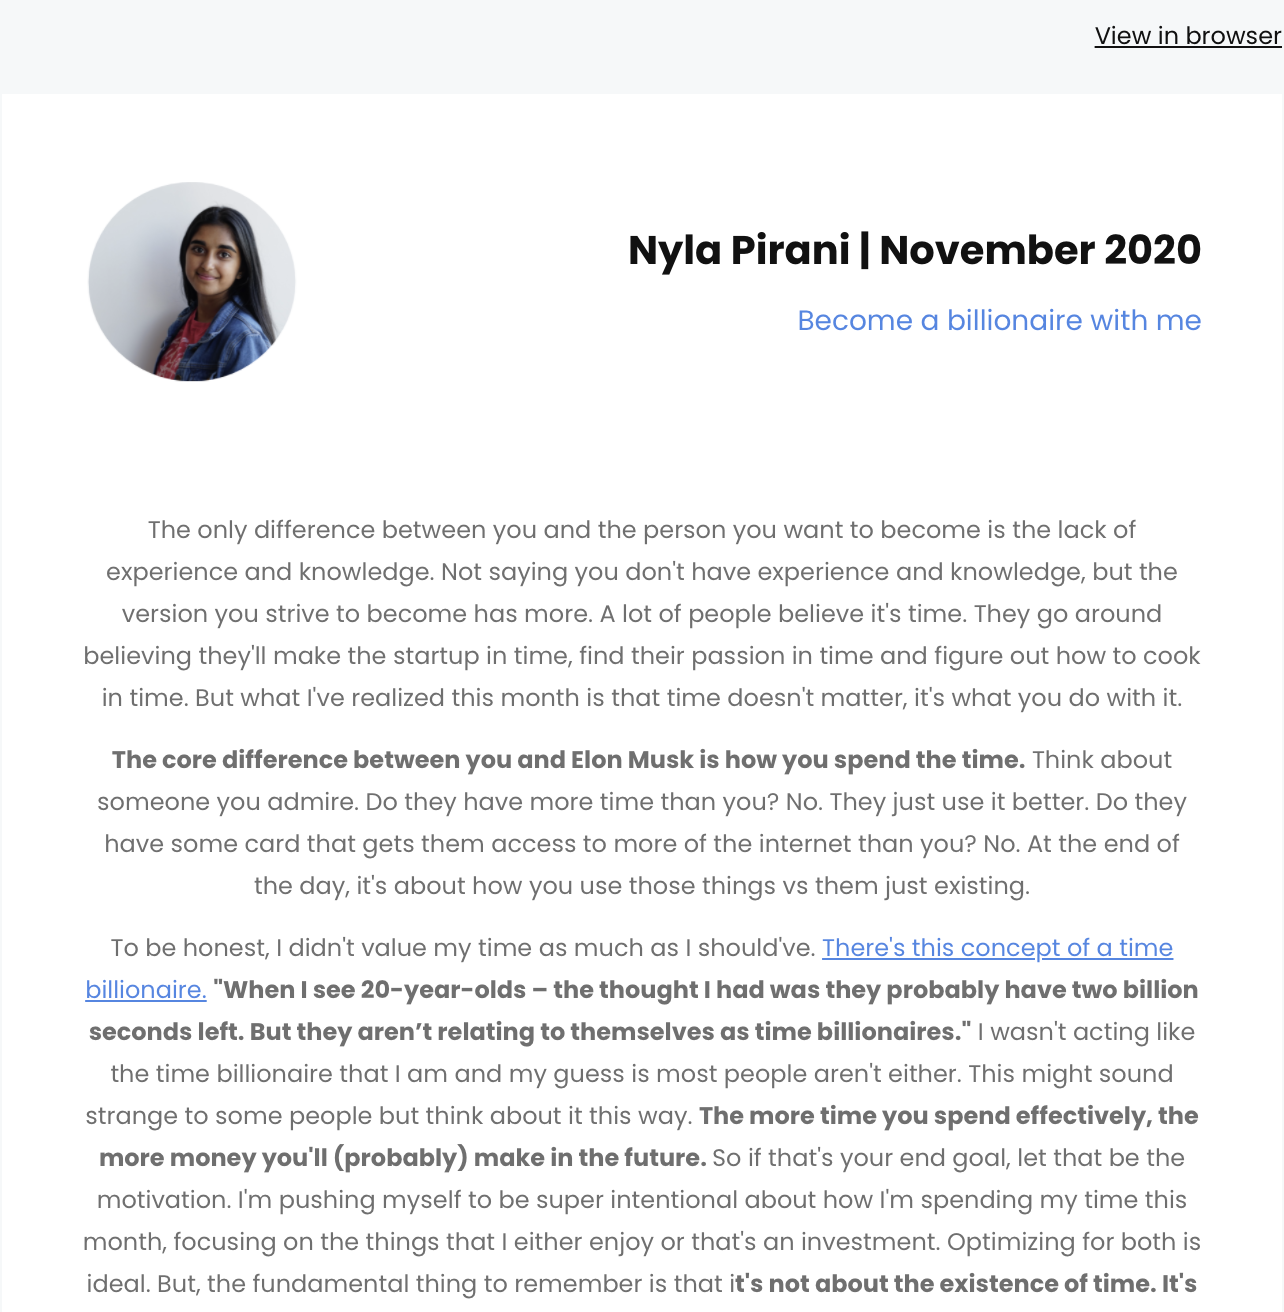 View in browser
Nyla Pirani | November 2020
Become a billionaire with me
The only difference between you and the person you want to become is the lack of
experience and knowledge. Not saying you don't have experience and knowledge, but the
version you strive to become has more. A lot of people believe it's time. They go around
believing they'll make the startup in time, find their passion in time and figure out how to cook
in time. But what I've realized this month is that time doesn't matter, it's what you do with it.
The core difference between you and Elon Musk is how you spend the time. Think about
someone you admire. Do they have more time than you? No. They just use it better. Do they
have some card that gets them access to more of the internet than you? No. At the end of
the day, it's about how you use those things vs them just existing.
To be honest, I didn't value my time as much as I should've. There's this concept of a time
billionaire. "When I see 20-year-olds – the thought I had was they probably have two billion
seconds left. But they aren’t relating to themselves as time billionaires." I wasn't acting like
the time billionaire that I am and my guess is most people aren't either. This might sound
strange to some people but think about it this way. The more time you spend effectively, the
more money you'll (probably) make in the future. So if that's your end goal, let that be the
motivation. I'm pushing myself to be super intentional about how I'm spending my time this
month, focusing on the things that I either enjoy or that's an investment. Optimizing for both is
ideal. But, the fundamental thing to remember is that it's not about the existence of time. It's